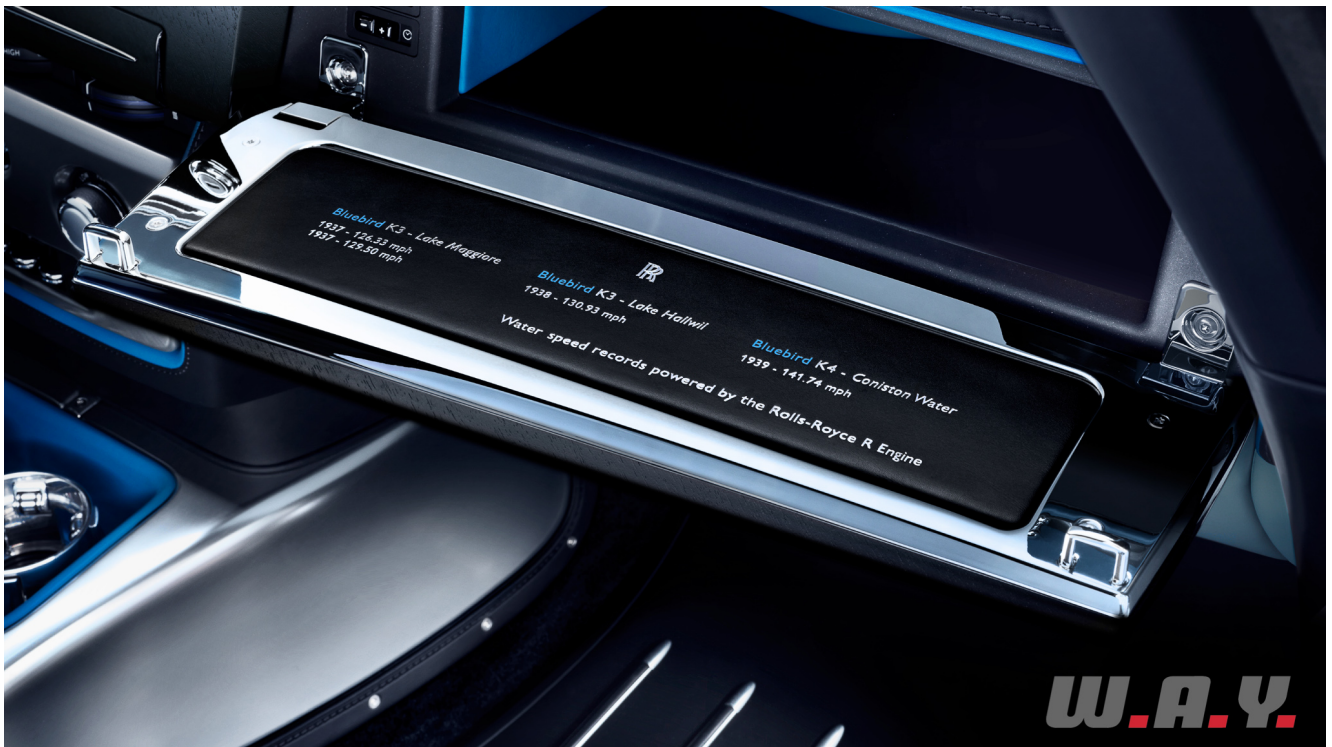 HIGH
Bluebird K3 - Lake Maggiore
1937 - 126.33 mph
1937 - 129.50 mph
RR
Bluebird K3 - Lake Hallwil
1938 - 130.93 mph
Bluebird K4 - Coniston Water
1939 - 141.74 mph
Water speed records powered by the Rolls-Royce R Engine
W.A.Y.